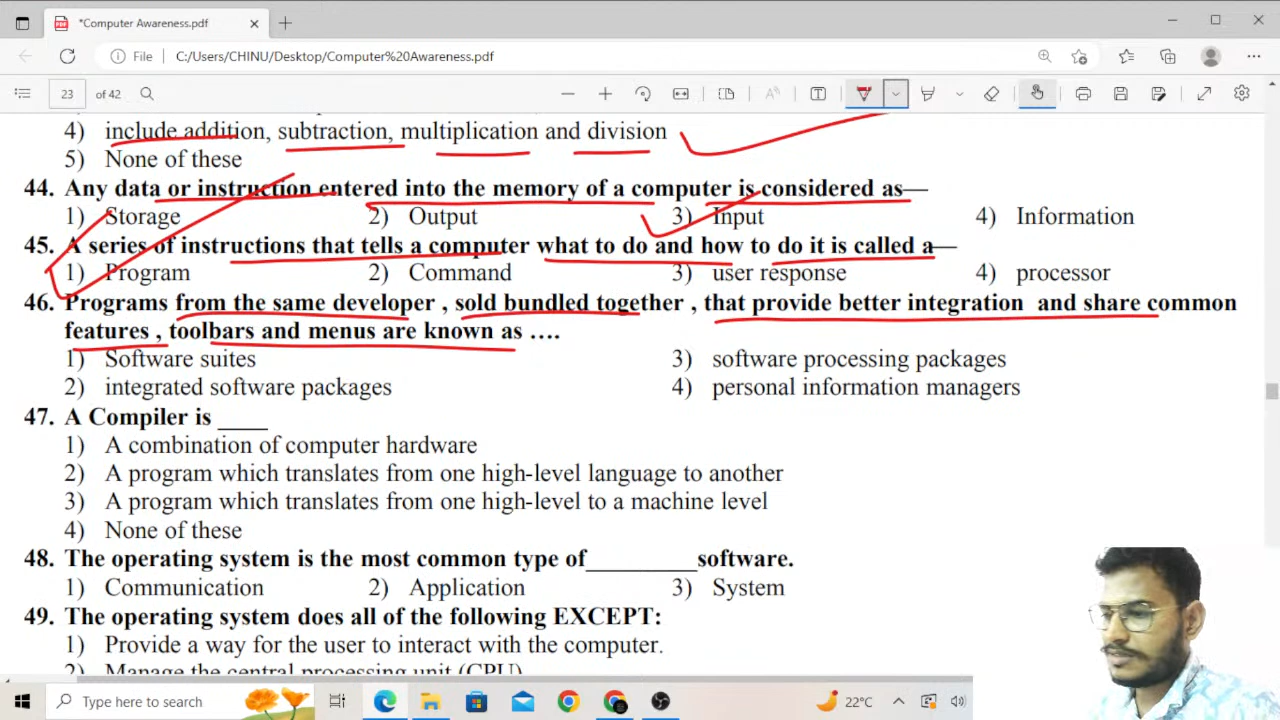 *Computer Awareness.pdf
File C:/Users/CHINU/Desktop/Computer%20Awareness.pdf
23 of 42
4) include addition, subtraction, multiplication and division
5) None of these
44. Any data or instruction entered into the memory of a computer is considered as—
1) Storage 2) Output 3) Input 4) Information
45. A series of instructions that tells a computer what to do and how to do it is called a—
1) Program 2) Command 3) user response 4) processor
46. Programs from the same developer , sold bundled together , that provide better integration and share common
features , toolbars and menus are known as ….
1) Software suites 3) software processing packages
2) integrated software packages 4) personal information managers
47. A Compiler is ____
1) A combination of computer hardware
2) A program which translates from one high-level language to another
3) A program which translates from one high-level to a machine level
4) None of these
48. The operating system is the most common type of_________software.
1) Communication 2) Application 3) System
49. The operating system does all of the following EXCEPT:
1) Provide a way for the user to interact with the computer.
2) Manage the central processing unit (CPU)
Type here to search 22°C